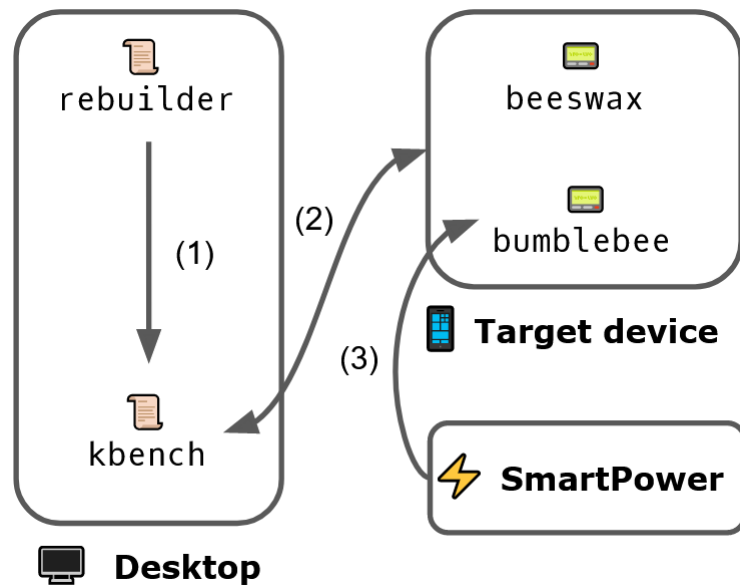 rebuilder
(1)
kbench
Desktop
(2)
beeswax
bumblebee
Target device
(3)
SmartPower